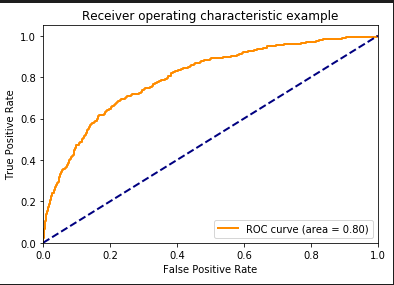 Receiver operating characteristic example
True Positive Rate
1.0
0.8
0.6
0.4
0.2
0.0
ROC curve (area = 0.80)
0.0 0.2 0.4 0.6 0.8 1.0
False Positive Rate